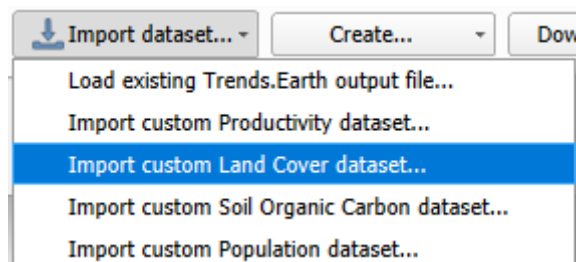 Import dataset... Create...
Load existing Trends.Earth output file...
Import custom Productivity dataset...
Import custom Land Cover dataset...
Import custom Soil Organic Carbon dataset...
Import custom Population dataset...